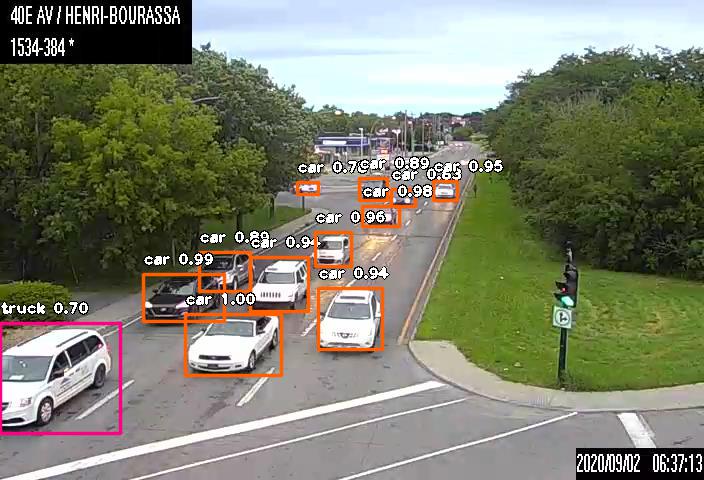 40E AV / HENRI-BOURASSA
1534-384 *
car 0.89
car 0.95
car 0.98
car 0.96
car 0.89
car 0.94
car 0.99
car 0.94
car 1.00
truck 0.70
2020/09/02 06:37:13